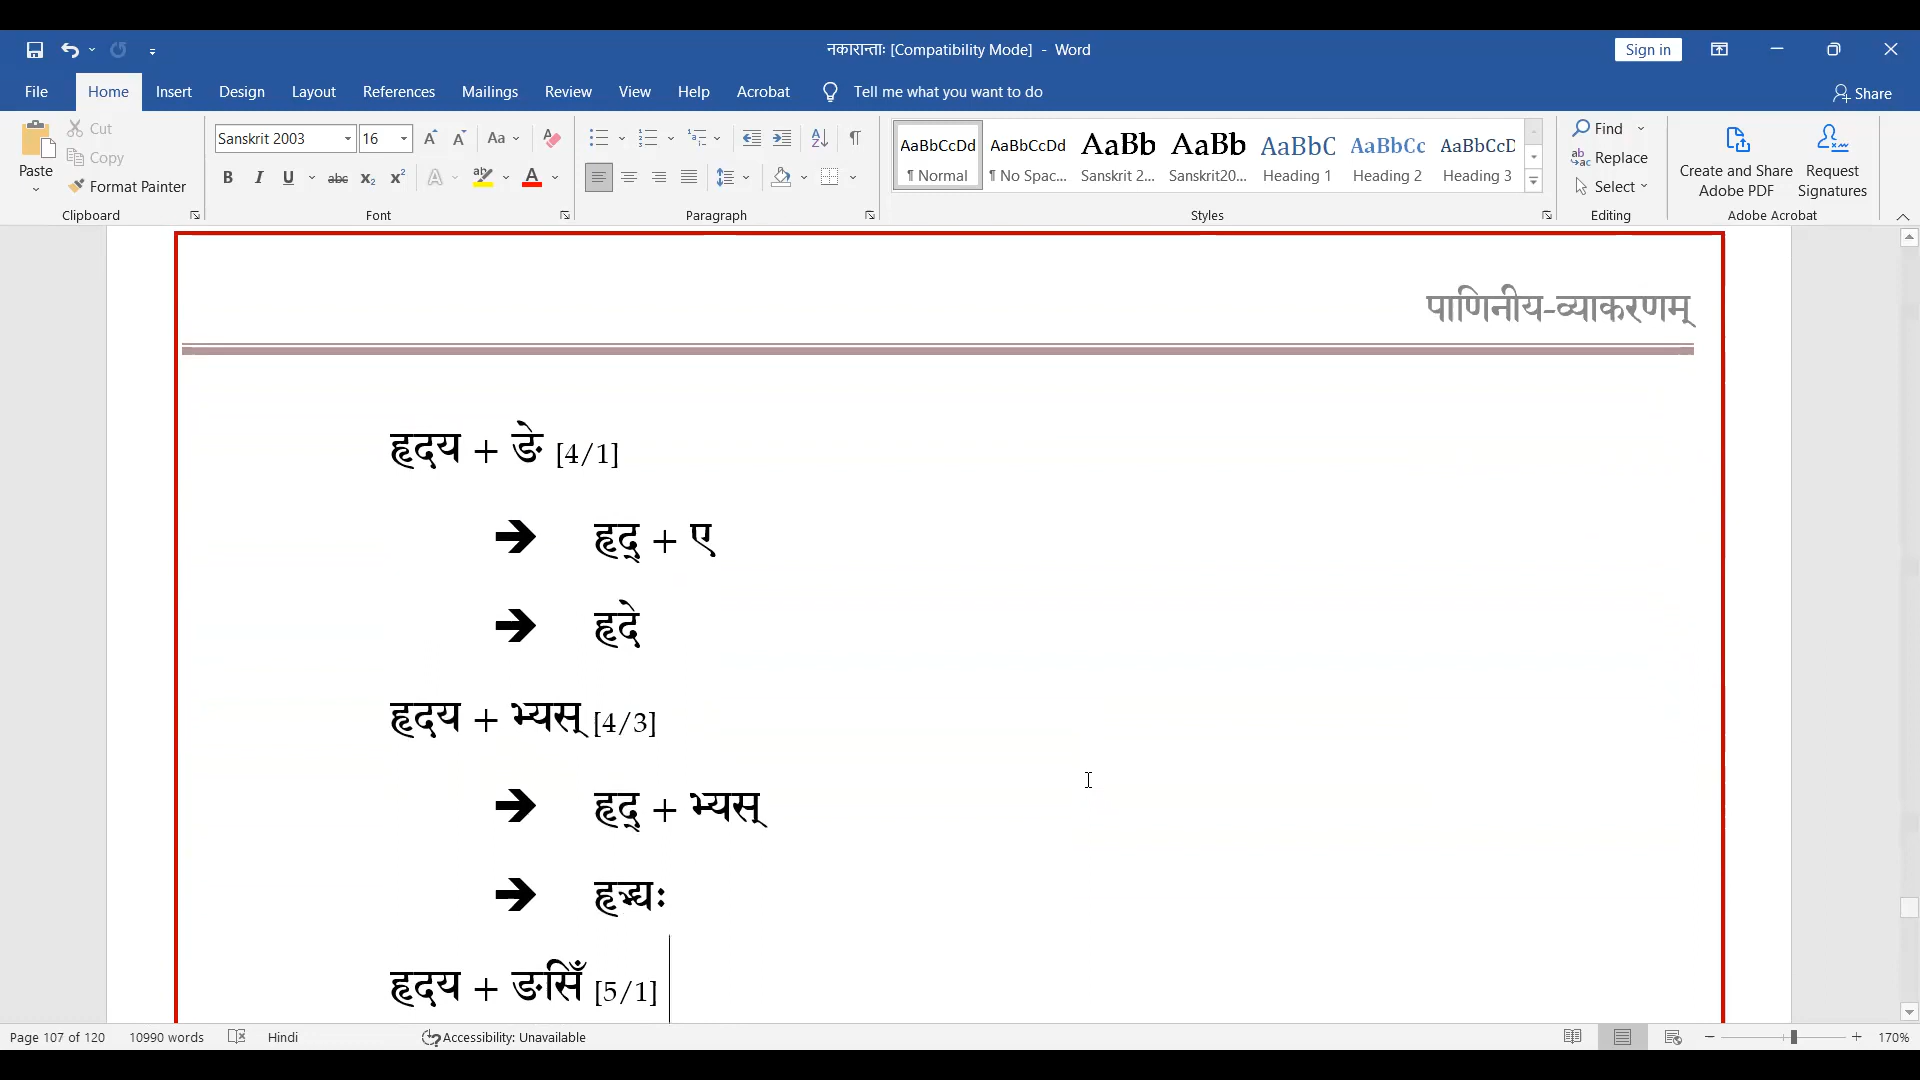 नकारान्ताः [Compatibility Mode] - Word
Sign in
File Home Insert Design Layout References Mailings Review View Help Acrobat Tell me what you want to do Share
Paste Cut Copy Format Painter Clipboard
Sanskrit 2003 16 Aa
B I U abc x₂ x² A A
Font
Paragraph
AaBbCcDd AaBbCcDd AaBb AaBb AaBbC AaBbCc AaBbCcD
¶ Normal ¶ No Spac... Sanskrit 2... Sanskrit20... Heading 1 Heading 2 Heading 3
Styles
Find
Replace
Select
Editing
Create and Share Adobe PDF
Request Signatures
Adobe Acrobat
पाणिनीय-व्याकरणम्
हृदय + ङे [4/1]
➔ हृद् + ए
➔ हृदे
हृदय + भ्यस् [4/3]
➔ हृद् + भ्यस्
➔ हृद्भ्यः
हृदय + ङसिँ [5/1]
Page 107 of 120 10990 words Hindi Accessibility: Unavailable 170%